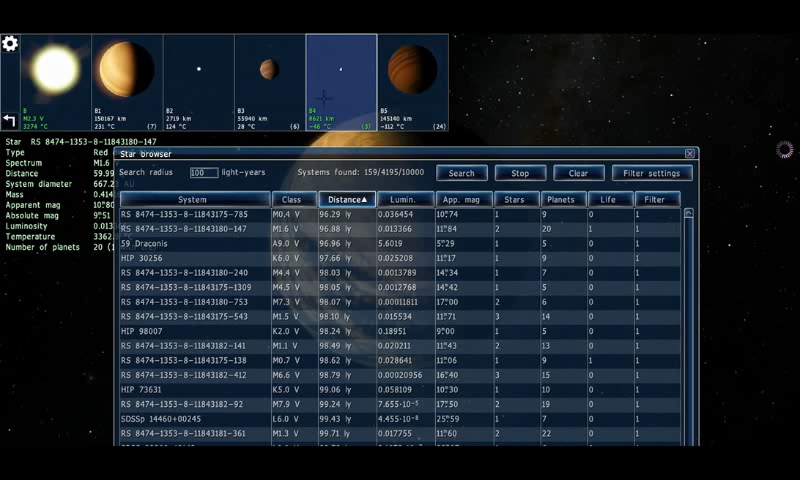 B B1 B2 B3 B4 B5
M2.3 V 150167 km 2719 km 55940 km 8621 km 145140 km
3274 °C 231 °C (7) 124 °C 28 °C (6) -46 °C (3) -112 °C (24)
Star RS 8474-1353-8-11843180-147
Type Red
Spectrum M1.6
Distance 59.99
System diameter 667.2 AU
Mass 0.414
Apparent mag 10.80
Absolute mag 9.51
Luminosity 0.013
Temperature 3362
Number of planets 20 (1
Star browser
Search radius 100 light-years Systems found: 159/4195/10000 Search Stop Clear Filter settings
System Class Distance▲ Lumin. App. mag Stars Planets Life Filter
RS 8474-1353-8-11843175-785 M0.4 V 96.29 ly 0.036454 10.74 1 9 0 1
RS 8474-1353-8-11843180-147 M1.6 V 96.88 ly 0.013366 11.84 2 20 1 1
59 Draconis A9.0 V 96.96 ly 5.6019 5.29 1 5 0 1
HIP 30256 K6.0 V 97.66 ly 0.025208 11.17 1 9 0 1
RS 8474-1353-8-11843180-240 M4.4 V 98.03 ly 0.0013789 14.34 1 7 0 1
RS 8474-1353-8-11843175-1309 M4.5 V 98.05 ly 0.0012768 14.42 1 5 0 1
RS 8474-1353-8-11843180-753 M7.3 V 98.07 ly 0.00011811 17.00 2 6 0 1
RS 8474-1353-8-11843175-543 M1.5 V 98.10 ly 0.015534 11.71 3 14 0 1
HIP 98007 K2.0 V 98.24 ly 0.18951 9.00 1 5 0 1
RS 8474-1353-8-11843182-141 M1.1 V 98.49 ly 0.020211 11.43 2 13 0 1
RS 8474-1353-8-11843175-138 M0.7 V 98.62 ly 0.028641 11.06 1 9 1 1
RS 8474-1353-8-11843182-412 M6.6 V 98.79 ly 0.00020956 16.40 3 15 0 1
HIP 73631 K5.0 V 99.06 ly 0.058109 10.30 1 10 0 1
RS 8474-1353-8-11843182-92 M7.9 V 99.24 ly 7.655·10⁻⁵ 17.50 2 19 0 1
SDSSp 14460+00245 L6.0 V 99.43 ly 4.455·10⁻⁸ 25.59 1 7 0 1
RS 8474-1353-8-11843181-361 M1.3 V 99.71 ly 0.017755 11.60 2 22 0 1